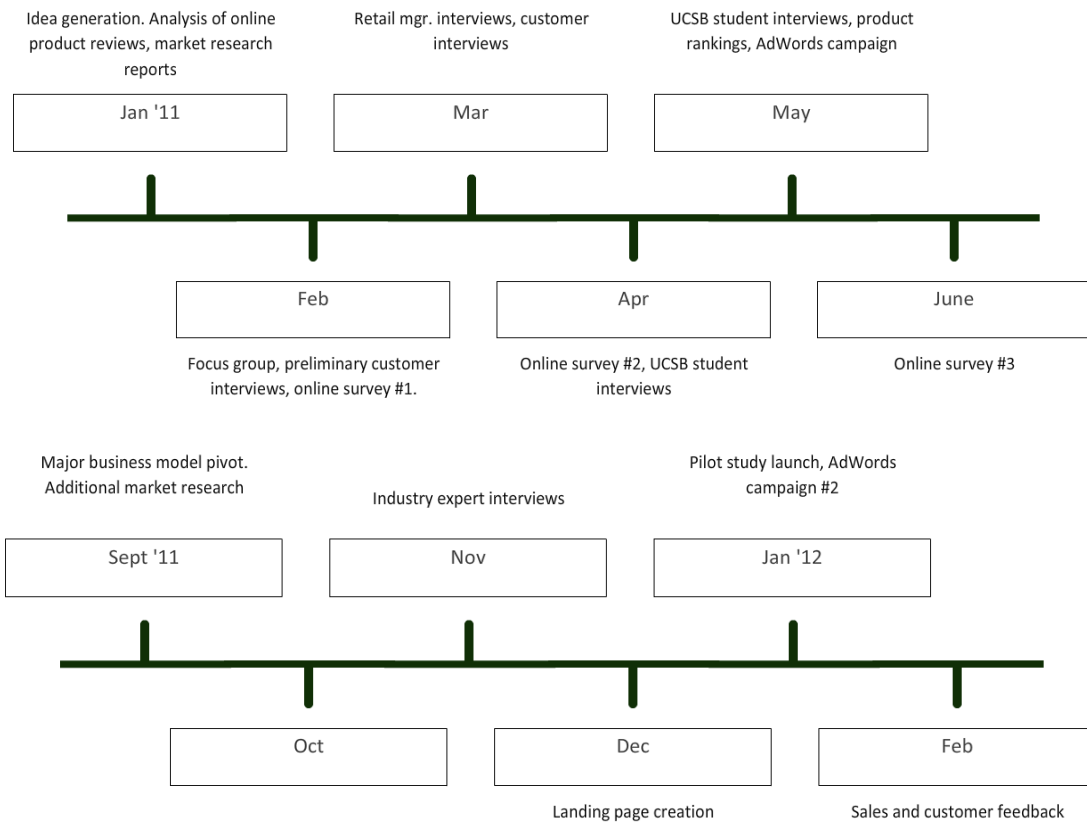 Idea generation. Analysis of online
product reviews, market research
reports
Jan '11
Retail mgr. interviews, customer
interviews
Mar
UCSB student interviews, product
rankings, AdWords campaign
May
Feb
Focus group, preliminary customer
interviews, online survey #1.
Apr
Online survey #2, UCSB student
interviews
June
Online survey #3
Major business model pivot.
Additional market research
Sept '11
Industry expert interviews
Nov
Pilot study launch, AdWords
campaign #2
Jan '12
Oct
Dec
Landing page creation
Feb
Sales and customer feedback